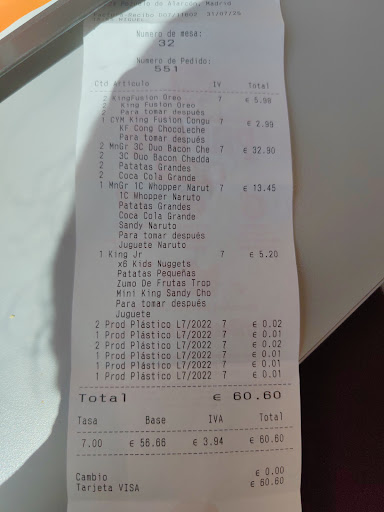 de Alarcón, Madrid
31/07/25
Número de mesa:
32
Número de Pedido:
551
Ctd Artículo IV Total
2 KingFusion Oreo 7 € 5.98
2 King Fusion Oreo
2 Para tomar después
1 CYM King Fusion Congu 7 € 2.99
KF Cong ChocoLeche
Para tomar después
2 MnGr 3C Duo Bacon Che 7 € 32.90
2 3C Duo Bacon Chedda
2 Patatas Grandes
2 Coca Cola Grande
1 MnGr 1C Whopper Narut 7 € 13.45
1C Whopper Naruto
Patatas Grandes
Coca Cola Grande
Sandy Naruto
Para tomar después
Juguete Naruto
1 King Jr 7 € 5.20
x6 Kids Nuggets
Patatas Pequeñas
Zumo De Frutas Trop
Mini King Sandy Cho
Para tomar después
Juguete
2 Prod Plástico L7/2022 7 € 0.02
1 Prod Plástico L7/2022 7 € 0.01
2 Prod Plástico L7/2022 7 € 0.02
1 Prod Plástico L7/2022 7 € 0.01
1 Prod Plástico L7/2022 7 € 0.01
1 Prod Plástico L7/2022 7 € 0.01
Total € 60.60
Tasa Base IVA Total
7.00 € 56.66 € 3.94 € 60.60
Cambio € 0.00
Tarjeta VISA € 60.60